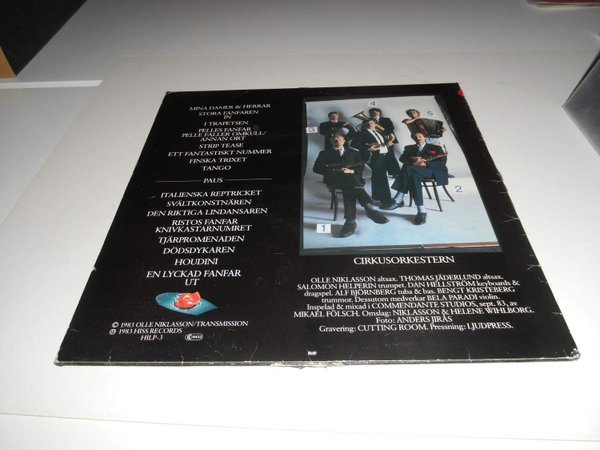 MINA DAMER & HERRAR
STORA FANFAREN
IN
I TRAPETSEN
PELLES FANFAR
PELLE FALLER OMKULL/
ANNAN ORT
STRIP TEASE
ETT FANTASTISKT NUMMER
FINSKA TRIXET
TANGO
PAUS
ITALIENSKA REPTRICKET
SVÄLTKONSTNÄREN
DEN RIKTIGA LINDANSAREN
RISTOS FANFAR
KNIVKASTARNUMRET
TJÄRPROMENADEN
DÖDSDYKAREN
HOUDINI
EN LYCKAD FANFAR
UT
© 1983 OLLE NIKLASSON/TRANSMISSION
℗ 1983 HISS RECORDS
HILP-3
3
4
5
1
2
CIRKUSORKESTERN
OLLE NIKLASSON altsax. THOMAS JÄDERLUND altsax.
SALOMON HELPERIN trumpet. DAN HELLSTRÖM keyboards &
dragspel. ALF BJÖRNBERG tuba & bas. BENGT KRISTEBERG
trummor. Dessutom medverkar BELA PARADI violin.
Inspelad & mixad i COMMENDANTE STUDIOS, sept. 83, av
MIKAEL FÖLSCH. Omslag: NIKLASSON & HELENE WIHLBORG.
Foto: ANDERS JIRÅS
Gravering: CUTTING ROOM. Pressning: LJUDPRESS.